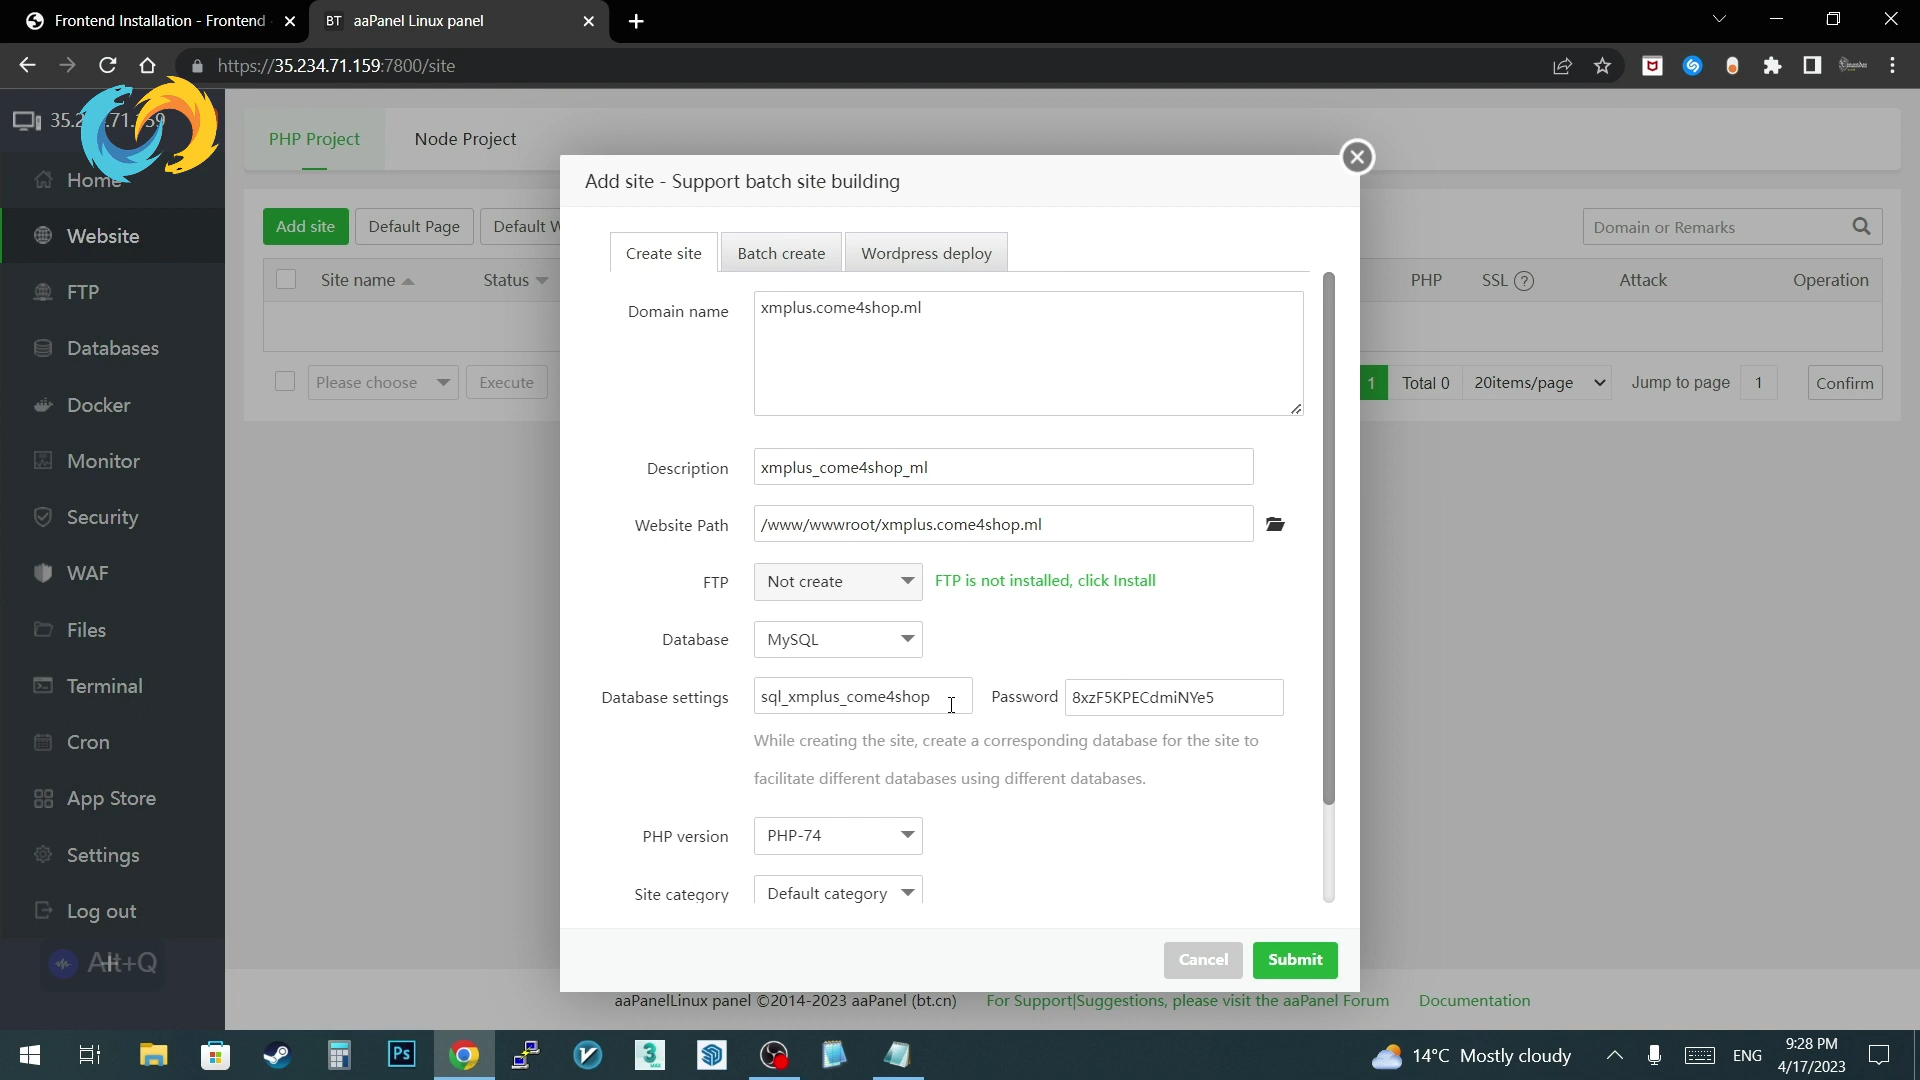 Frontend Installation - Frontend
BT aaPanel Linux panel
https://35.234.71.159:7800/site
Home
Website
FTP
Databases
Docker
Monitor
Security
WAF
Files
Terminal
Cron
App Store
Settings
Log out
Alt+Q
PHP Project
Node Project
Add site
Default Page
Default W
Domain or Remarks
Site name
Status
PHP
SSL ?
Attack
Operation
Please choose
Execute
1
Total 0
20items/page
Jump to page
1
Confirm
Add site - Support batch site building
Create site
Batch create
Wordpress deploy
Domain name
xmplus.come4shop.ml
Description
xmplus_come4shop_ml
Website Path
/www/wwwroot/xmplus.come4shop.ml
FTP
Not create
FTP is not installed, click Install
Database
MySQL
Database settings
sql_xmplus_come4shop
Password
8xzF5KPECdmiNYe5
While creating the site, create a corresponding database for the site to
facilitate different databases using different databases.
PHP version
PHP-74
Site category
Default category
Cancel
Submit
aaPanelLinux panel ©2014-2023 aaPanel (bt.cn)
For Support|Suggestions, please visit the aaPanel Forum
Documentation
Ps
3
MAX
14°C Mostly cloudy
ENG
9:28 PM
4/17/2023